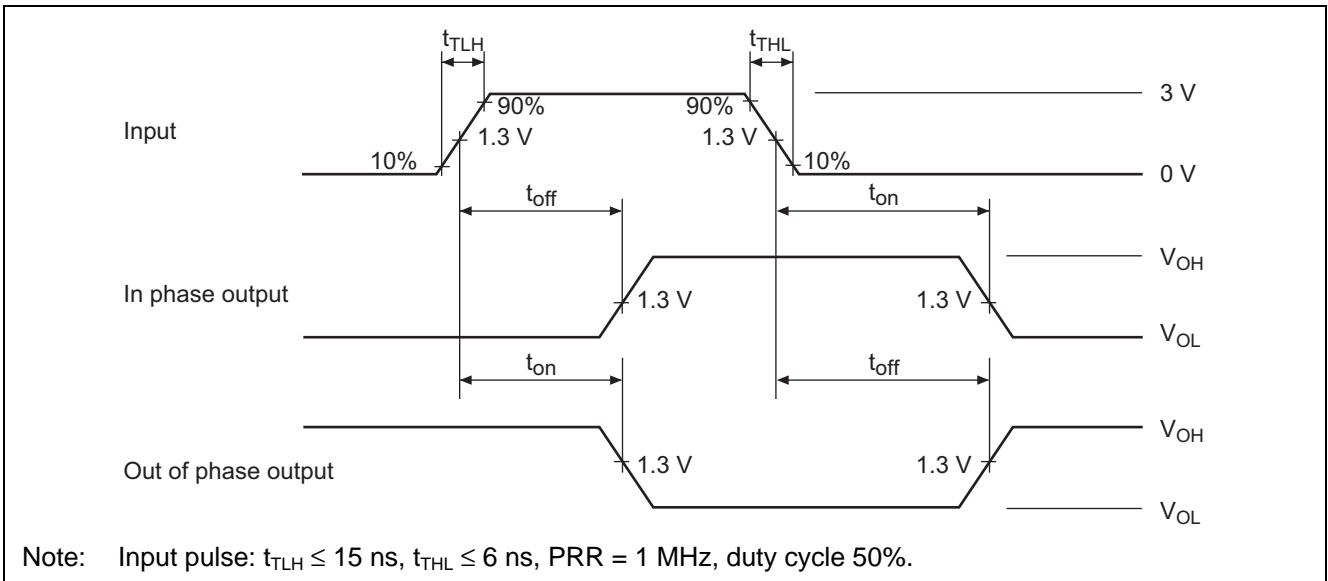 tTLH
tTHL
3 V
90%
90%
Input
1.3 V
1.3 V
10%
10%
0 V
toff
ton
VOH
In phase output
1.3 V
1.3 V
VOL
ton
toff
VOH
Out of phase output
1.3 V
1.3 V
VOL
Note: Input pulse: tTLH ≤ 15 ns, tTHL ≤ 6 ns, PRR = 1 MHz, duty cycle 50%.